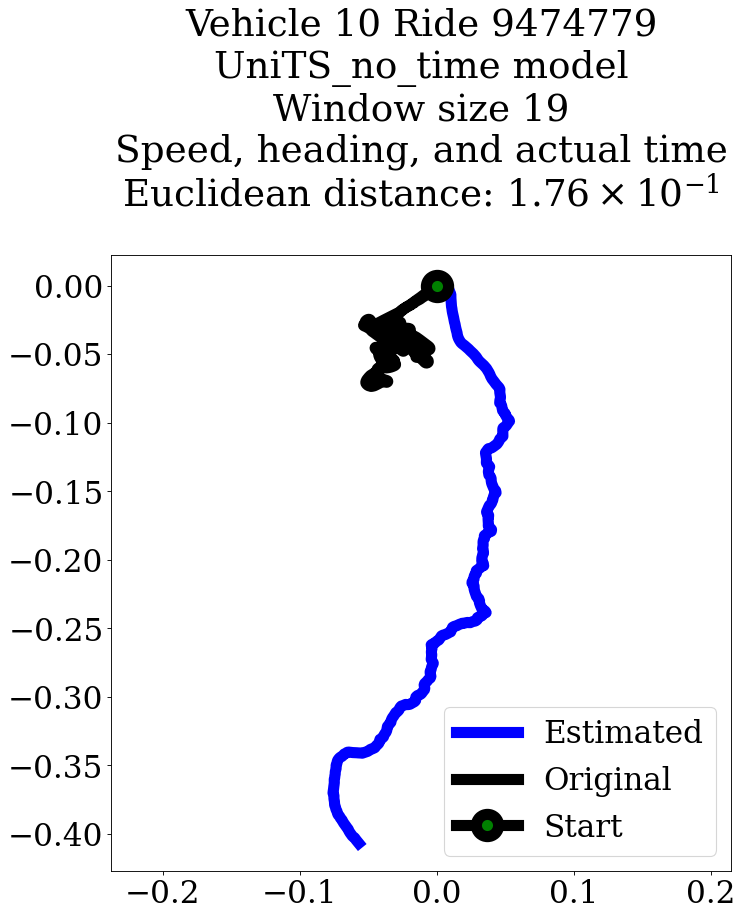 Vehicle 10 Ride 9474779
UniTS_no_time model
Window size 19
Speed, heading, and actual time
Euclidean distance: 1.76 × 10⁻¹
0.00
−0.05
−0.10
−0.15
−0.20
−0.25
−0.30
−0.35
−0.40
Estimated
Original
Start
−0.2 −0.1 0.0 0.1 0.2